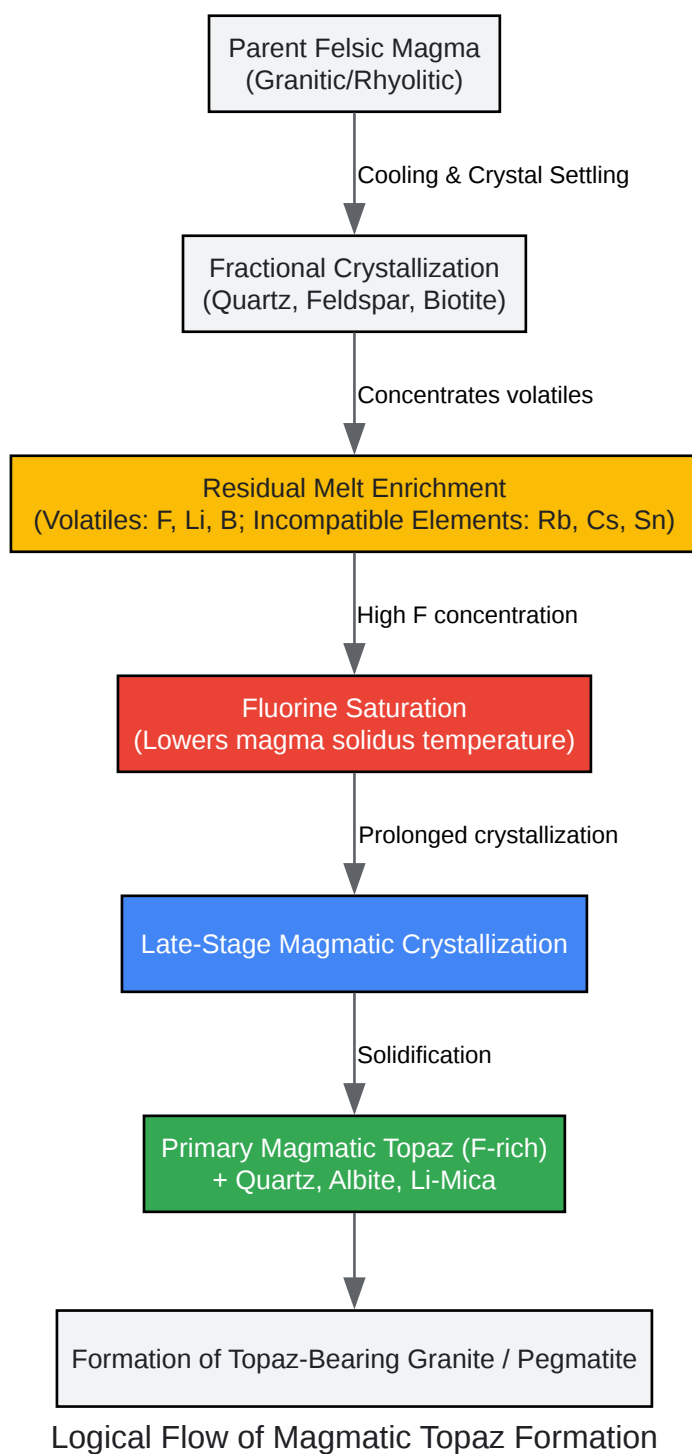 Parent Felsic Magma
(Granitic/Rhyolitic)
Cooling & Crystal Settling
Fractional Crystallization
(Quartz, Feldspar, Biotite)
Concentrates volatiles
Residual Melt Enrichment
(Volatiles: F, Li, B; Incompatible Elements: Rb, Cs, Sn)
High F concentration
Fluorine Saturation
(Lowers magma solidus temperature)
Prolonged crystallization
Late-Stage Magmatic Crystallization
Solidification
Primary Magmatic Topaz (F-rich)
+ Quartz, Albite, Li-Mica
Formation of Topaz-Bearing Granite / Pegmatite
Logical Flow of Magmatic Topaz Formation